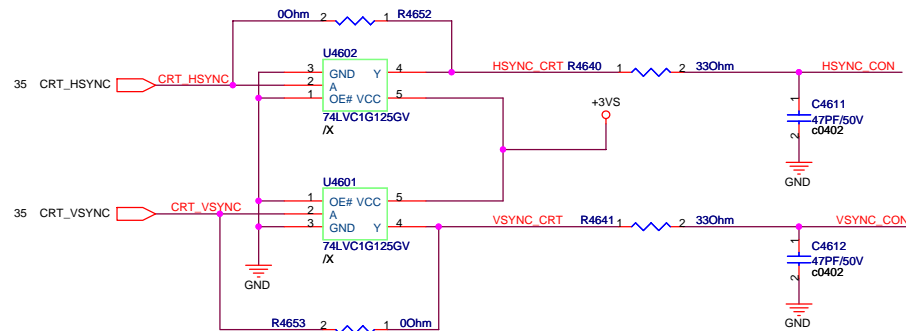 0Ohm 2 1 R4652
U4602
3 GND Y 4
35 CRT_HSYNC CRT_HSYNC 2 A
1 OE# VCC 5
74LVC1G125GV
/X
HSYNC_CRT R4640 1 2 33Ohm HSYNC_CON
1 C4611
47PF/50V
2 c0402
GND
+3VS
U4601
1 OE# VCC 5
35 CRT_VSYNC CRT_VSYNC 2 A
3 GND Y 4
74LVC1G125GV
/X
GND
VSYNC_CRT R4641 1 2 33Ohm VSYNC_CON
1 C4612
47PF/50V
2 c0402
GND
R4653 2 1 0Ohm